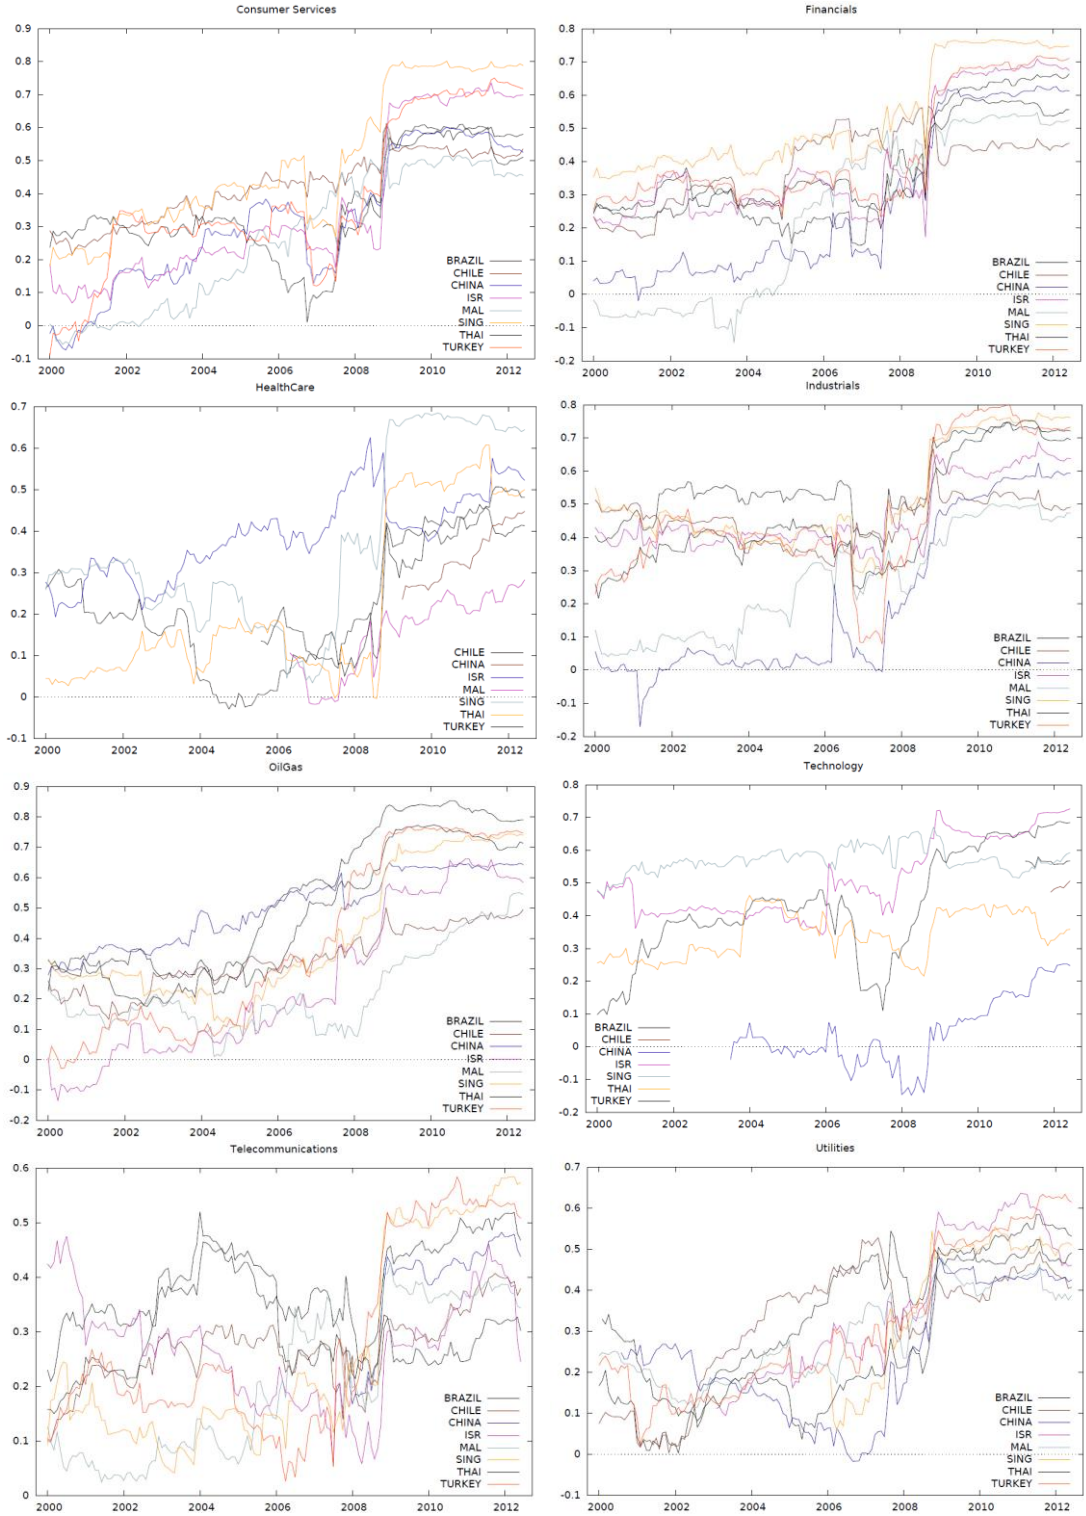 Consumer Services
0.9
0.8
0.7
0.6
0.5
0.4
0.3
0.2
0.1
0
-0.1
BRAZIL
CHILE
CHINA
ISR
MAL
SING
THAI
TURKEY
2000 2002 2004 2006 2008 2010 2012
Financials
0.8
0.7
0.6
0.5
0.4
0.3
0.2
0.1
0
-0.1
-0.2
BRAZIL
CHILE
CHINA
ISR
MAL
SING
THAI
TURKEY
2000 2002 2004 2006 2008 2010 2012
HealthCare
0.7
0.6
0.5
0.4
0.3
0.2
0.1
0
-0.1
CHILE
CHINA
ISR
MAL
SING
THAI
TURKEY
2000 2002 2004 2006 2008 2010 2012
Industrials
0.8
0.7
0.6
0.5
0.4
0.3
0.2
0.1
0
-0.1
-0.2
BRAZIL
CHILE
CHINA
ISR
MAL
SING
THAI
TURKEY
2000 2002 2004 2006 2008 2010 2012
OilGas
0.9
0.8
0.7
0.6
0.5
0.4
0.3
0.2
0.1
0
-0.1
-0.2
BRAZIL
CHILE
CHINA
ISR
MAL
SING
THAI
TURKEY
2000 2002 2004 2006 2008 2010 2012
Technology
0.8
0.7
0.6
0.5
0.4
0.3
0.2
0.1
0
-0.1
-0.2
BRAZIL
CHILE
CHINA
ISR
SING
THAI
TURKEY
2000 2002 2004 2006 2008 2010 2012
Telecommunications
0.6
0.5
0.4
0.3
0.2
0.1
0
BRAZIL
CHILE
CHINA
ISR
MAL
SING
THAI
TURKEY
2000 2002 2004 2006 2008 2010 2012
Utilities
0.7
0.6
0.5
0.4
0.3
0.2
0.1
0
-0.1
BRAZIL
CHILE
CHINA
ISR
MAL
SING
THAI
TURKEY
2000 2002 2004 2006 2008 2010 2012